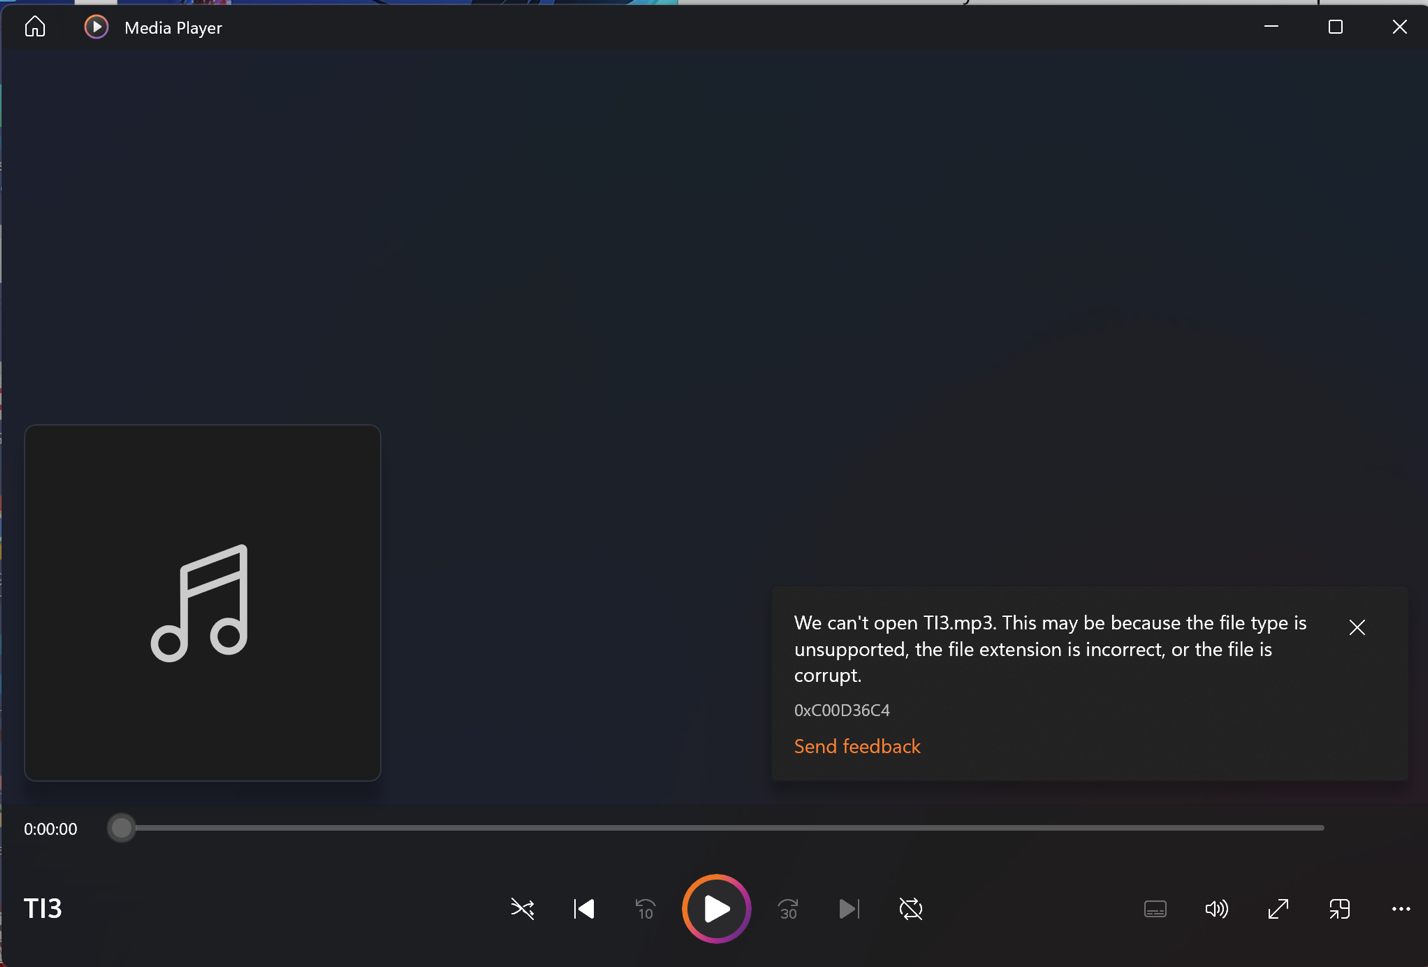 Media Player
We can't open TI3.mp3. This may be because the file type is
unsupported, the file extension is incorrect, or the file is
corrupt.
0xC00D36C4
Send feedback
0:00:00
TI3
10
30